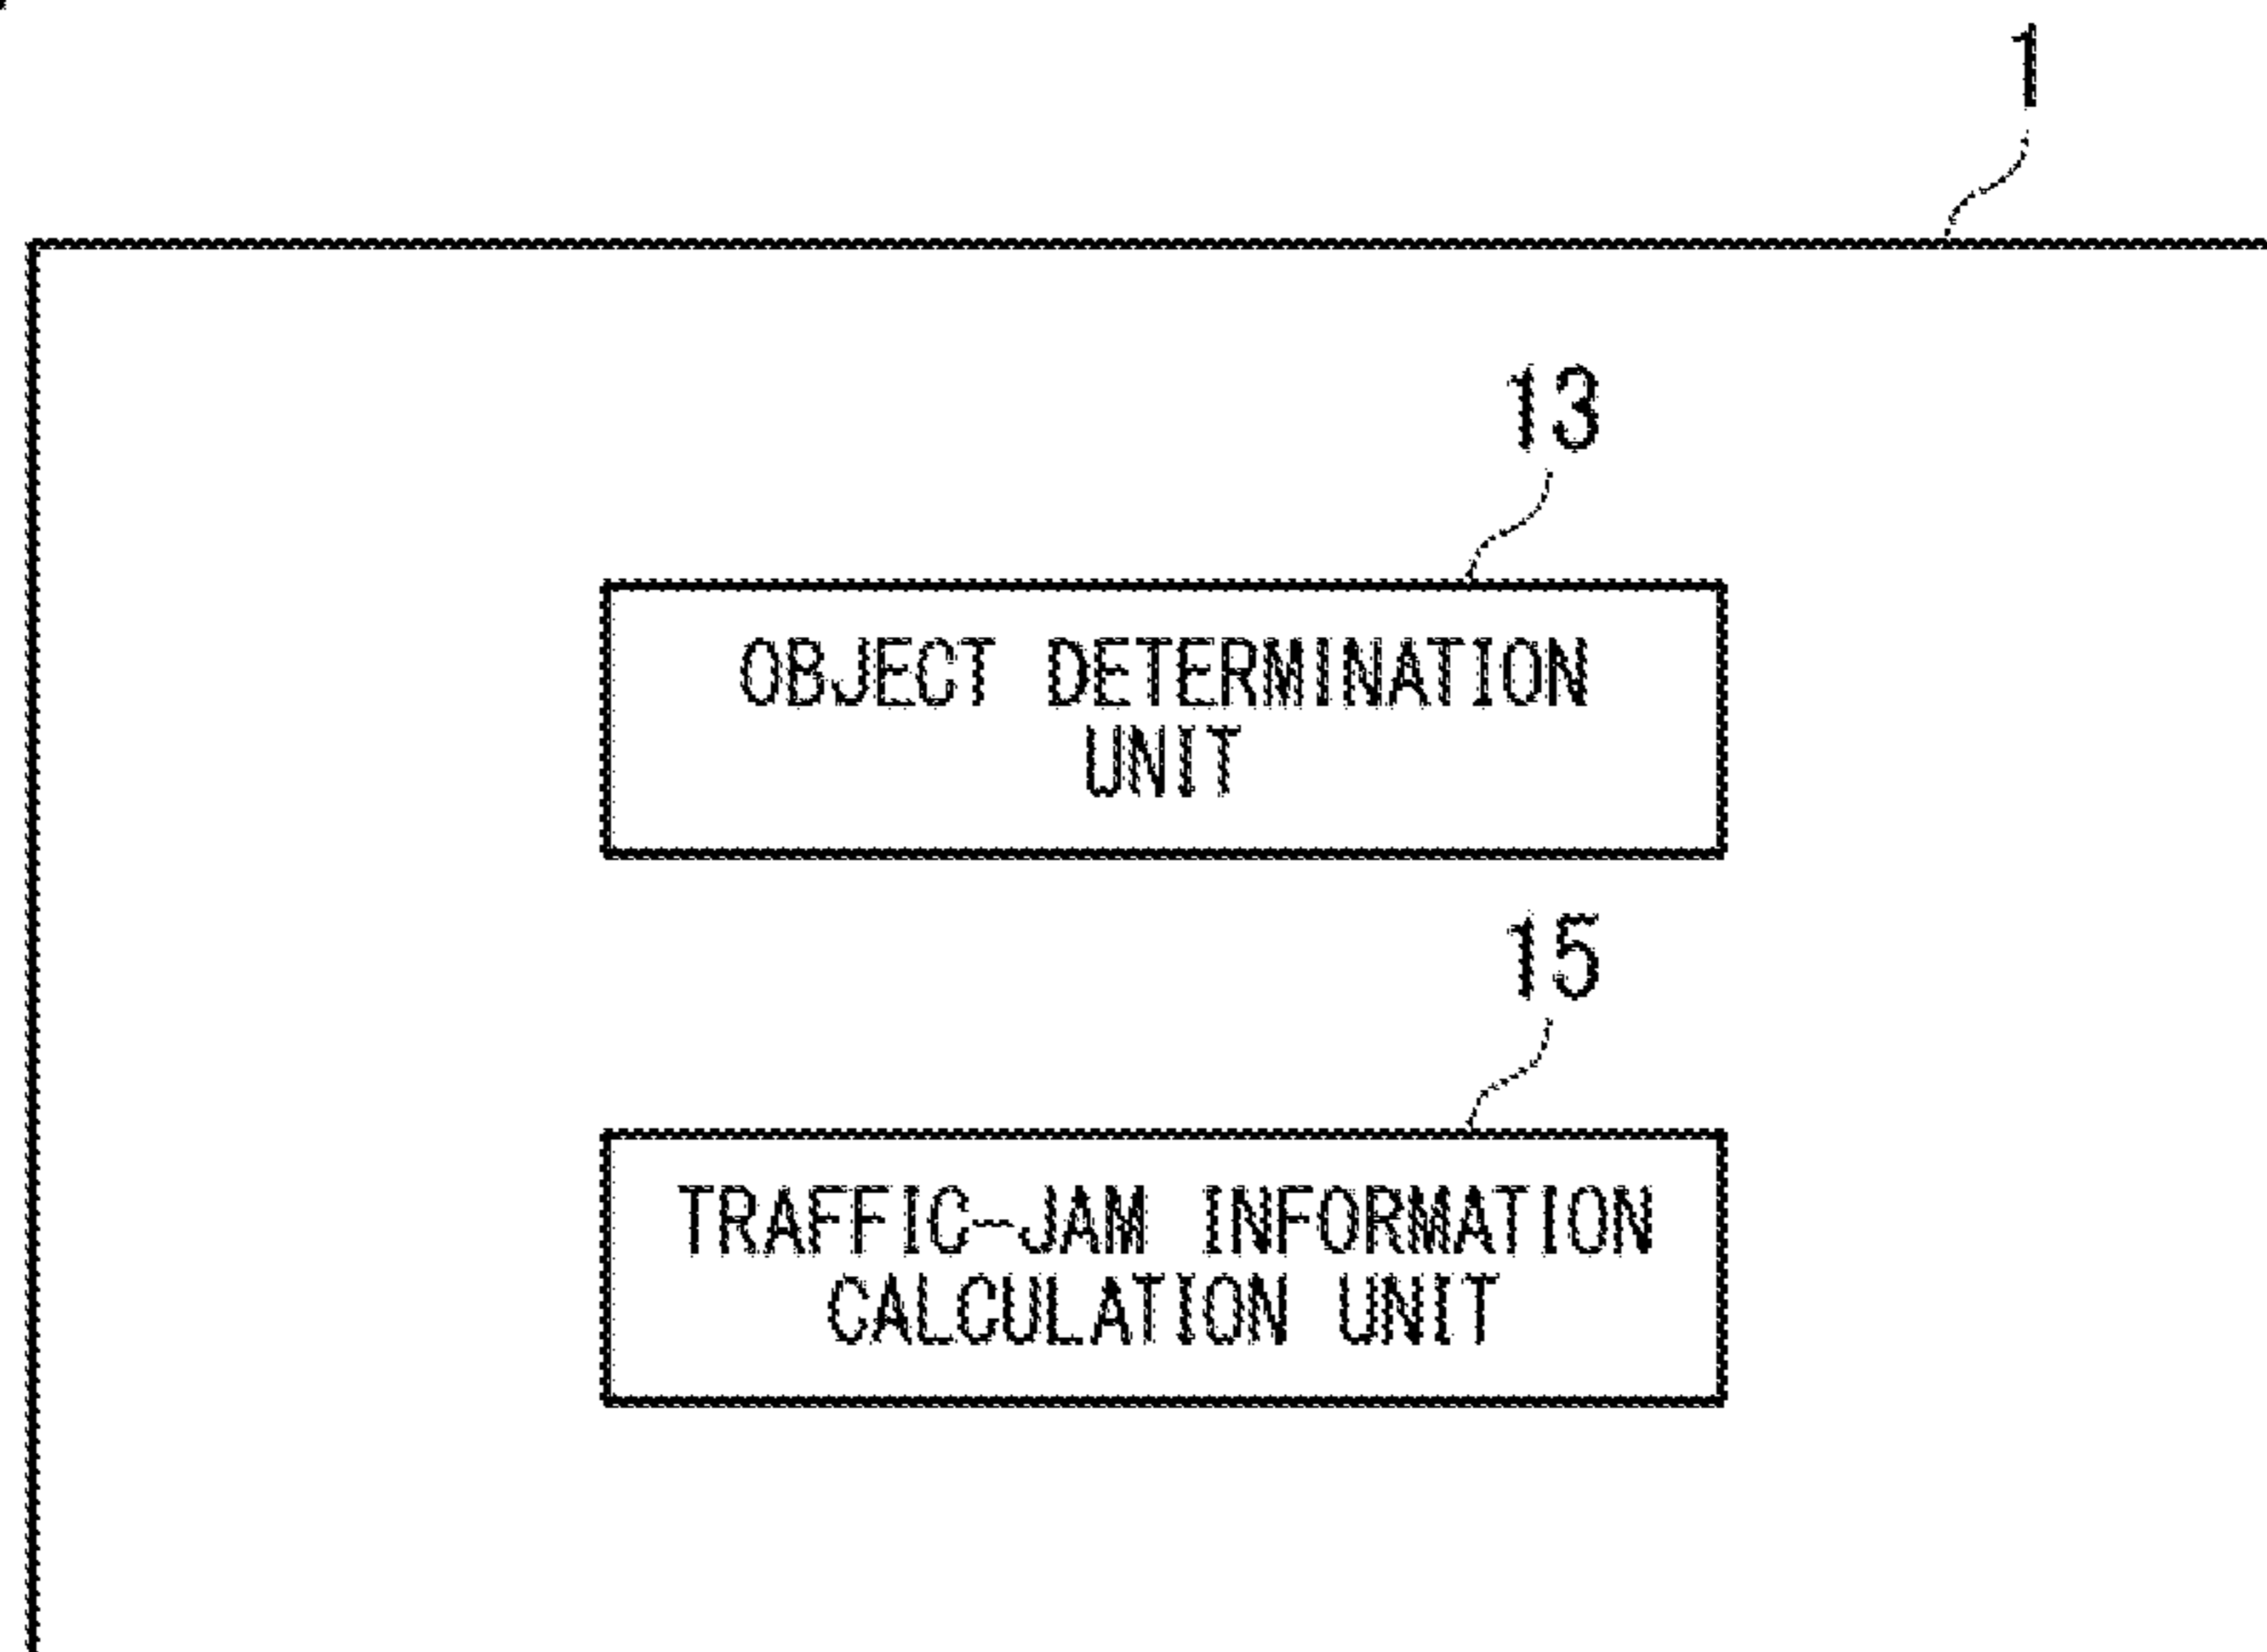 1
13
OBJECT DETERMINATION
UNIT
15
TRAFFIC-JAM INFORMATION
CALCULATION UNIT